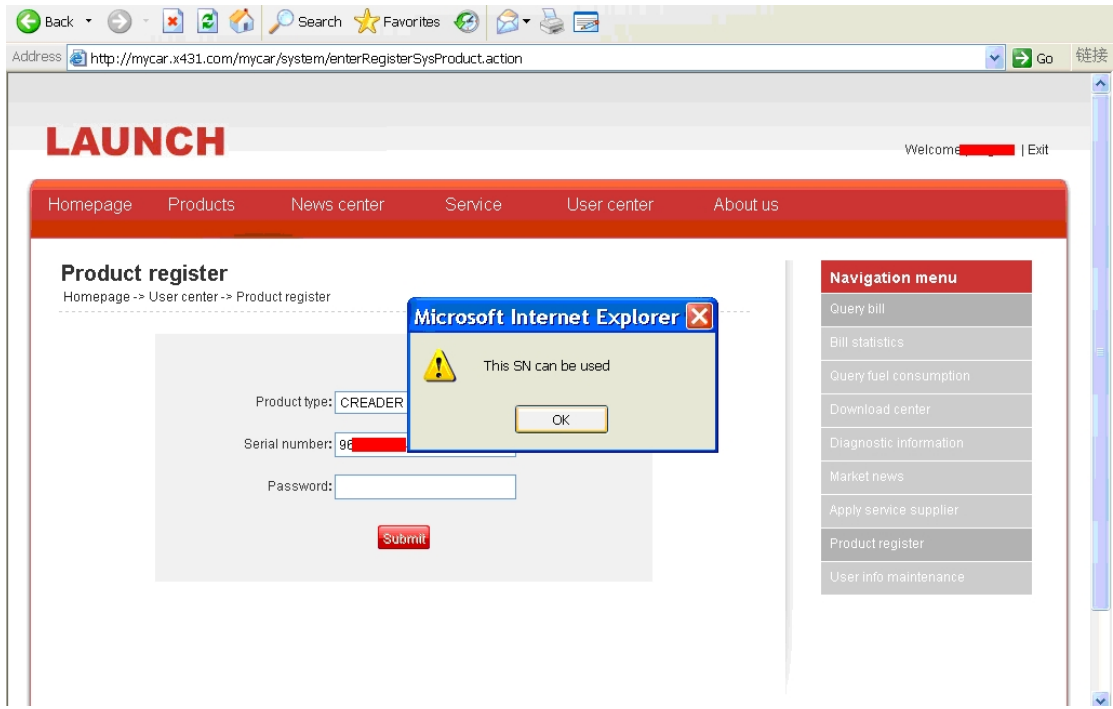 Back Search Favorites
Address http://mycar.x431.com/mycar/system/enterRegisterSysProduct.action Go 链接
LAUNCH
Welcome | Exit
Homepage Products News center Service User center About us
Product register
Homepage -> User center -> Product register
Microsoft Internet Explorer
This SN can be used
OK
Product type: CREADER
Serial number: 96
Password:
Submit
Navigation menu
Query bill
Bill statistics
Query fuel consumption
Download center
Diagnostic information
Market news
Apply service supplier
Product register
User info maintenance